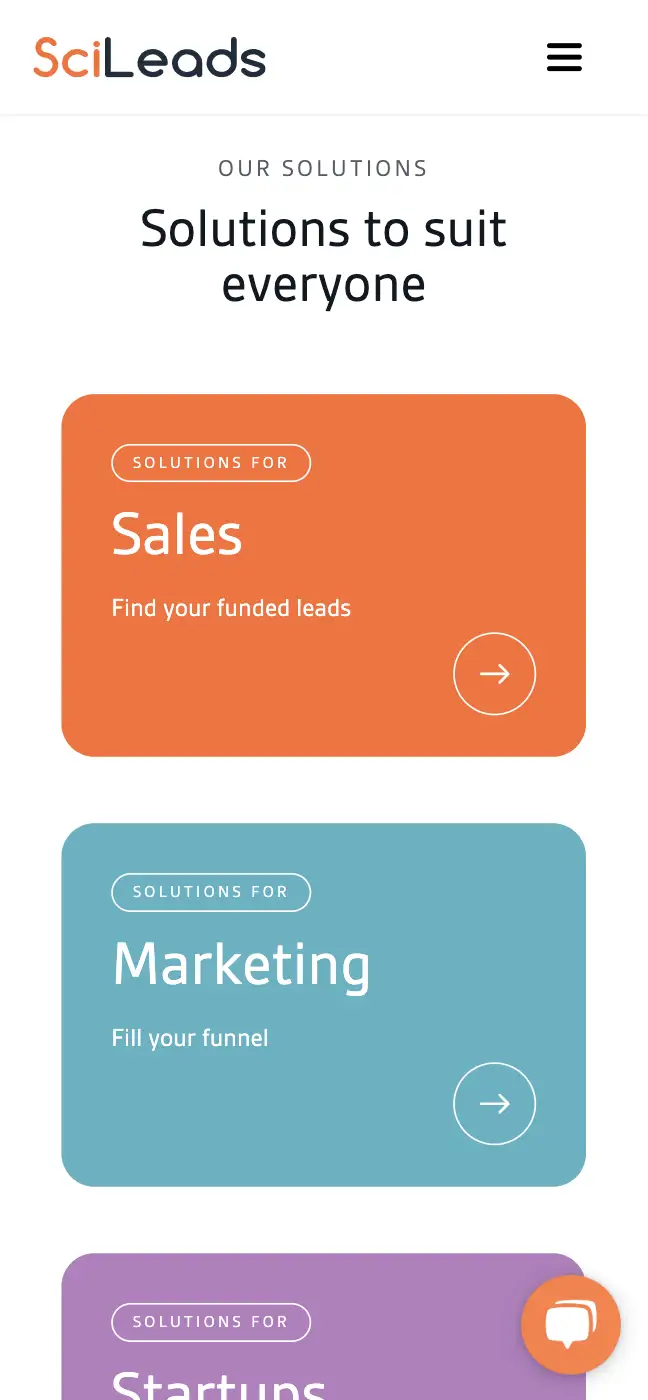 SciLeads
OUR SOLUTIONS
Solutions to suit
everyone
SOLUTIONS FOR
Sales
Find your funded leads
SOLUTIONS FOR
Marketing
Fill your funnel
SOLUTIONS FOR
Startups